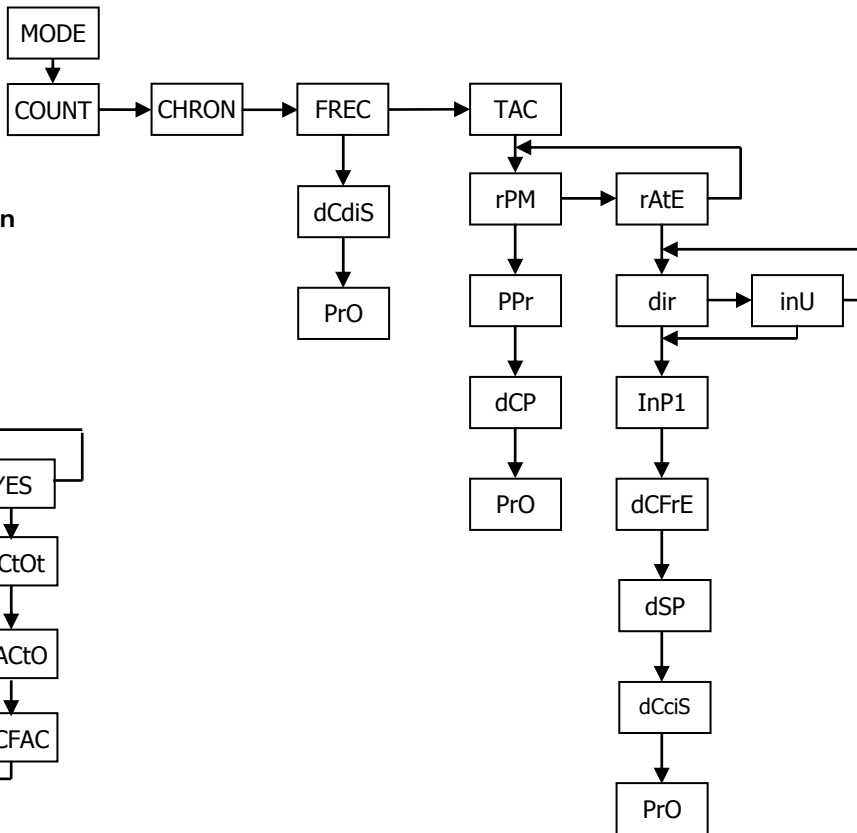 MODE
COUNT CHRON FREC TAC
rPM rAtE
dCdiS
n
PPr dir inU
PrO
dCP InP1
YES
PrO dCFrE
CtOt
dSP
ACtO
dCciS
CFAC
PrO